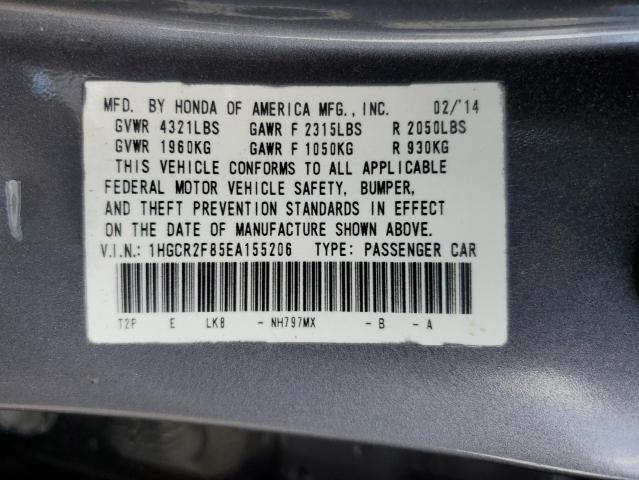 MFD. BY HONDA OF AMERICA MFG., INC. 02/'14
GVWR 4321LBS GAWR F 2315LBS R 2050LBS
GVWR 1960KG GAWR F 1050KG R 930KG
THIS VEHICLE CONFORMS TO ALL APPLICABLE
FEDERAL MOTOR VEHICLE SAFETY, BUMPER,
AND THEFT PREVENTION STANDARDS IN EFFECT
ON THE DATE OF MANUFACTURE SHOWN ABOVE.
V.I.N.: 1HGCR2F85EA155206 TYPE: PASSENGER CAR
T2F E LK8 - NH797MX - B - A